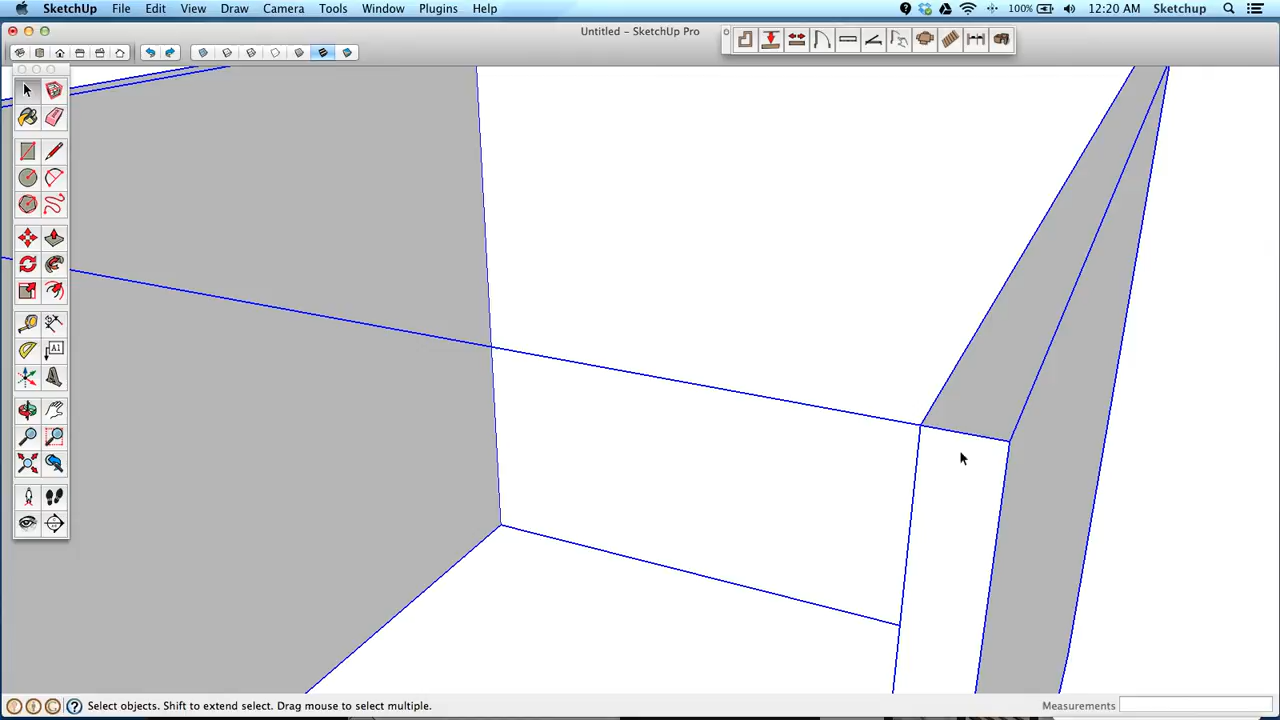 SketchUp File Edit View Draw Camera Tools Window Plugins Help 100% 12:20 AM Sketchup
Untitled – SketchUp Pro
A1
Select objects. Shift to extend select. Drag mouse to select multiple. Measurements